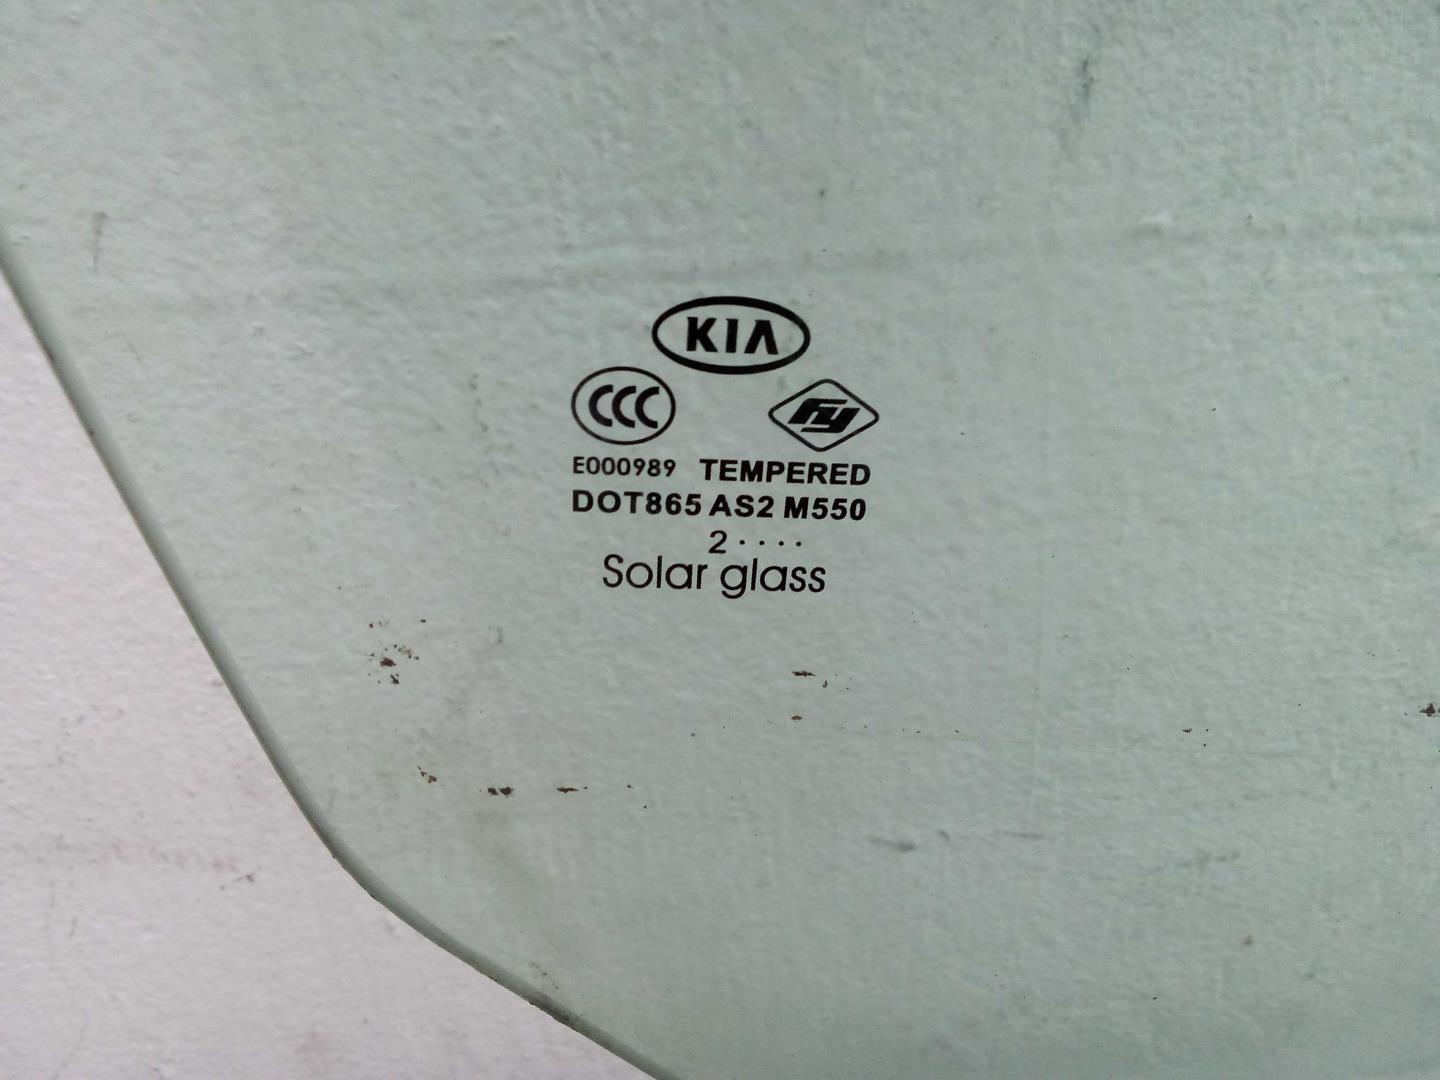 KIA
CCC FY
E000989 TEMPERED
DOT865 AS2 M550
2 · · · ·
Solar glass